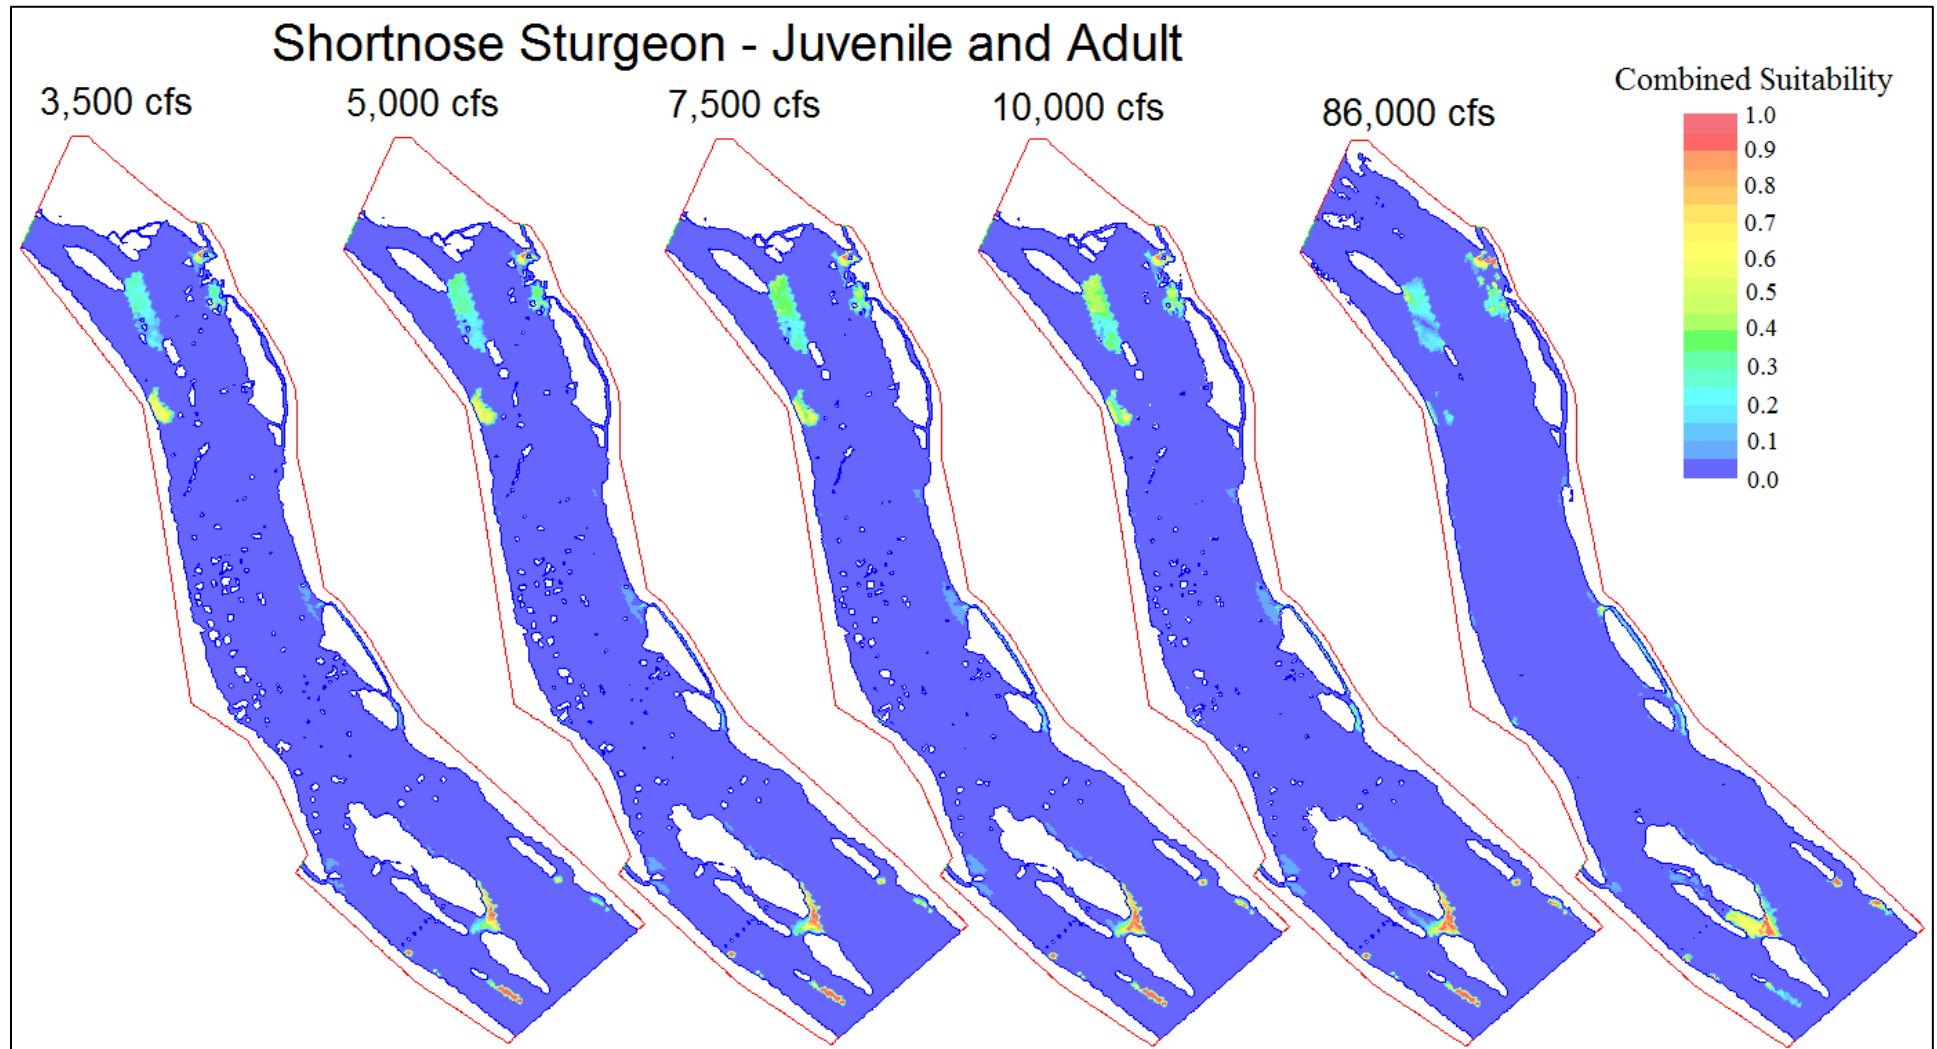 Shortnose Sturgeon - Juvenile and Adult
3,500 cfs
5,000 cfs
7,500 cfs
10,000 cfs
86,000 cfs
Combined Suitability
1.0
0.9
0.8
0.7
0.6
0.5
0.4
0.3
0.2
0.1
0.0